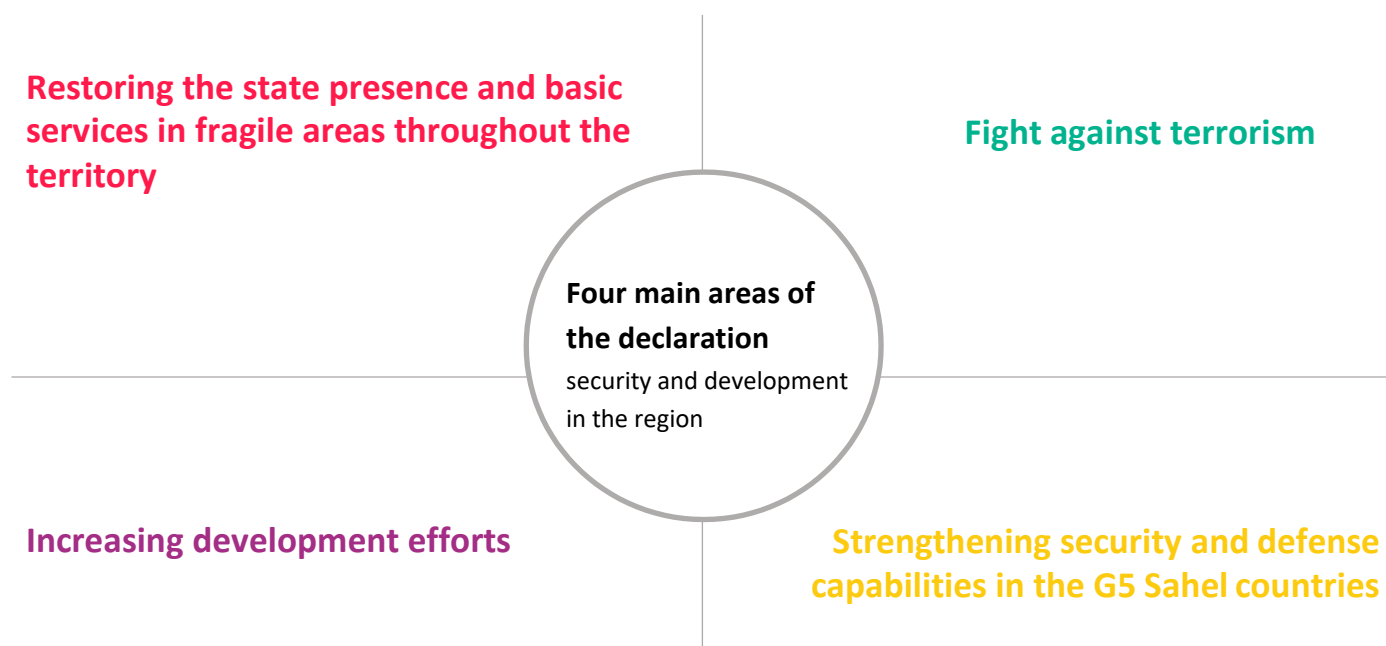 Restoring the state presence and basic
services in fragile areas throughout the
territory
Fight against terrorism
Four main areas of
the declaration
security and development
in the region
Increasing development efforts
Strengthening security and defense
capabilities in the G5 Sahel countries